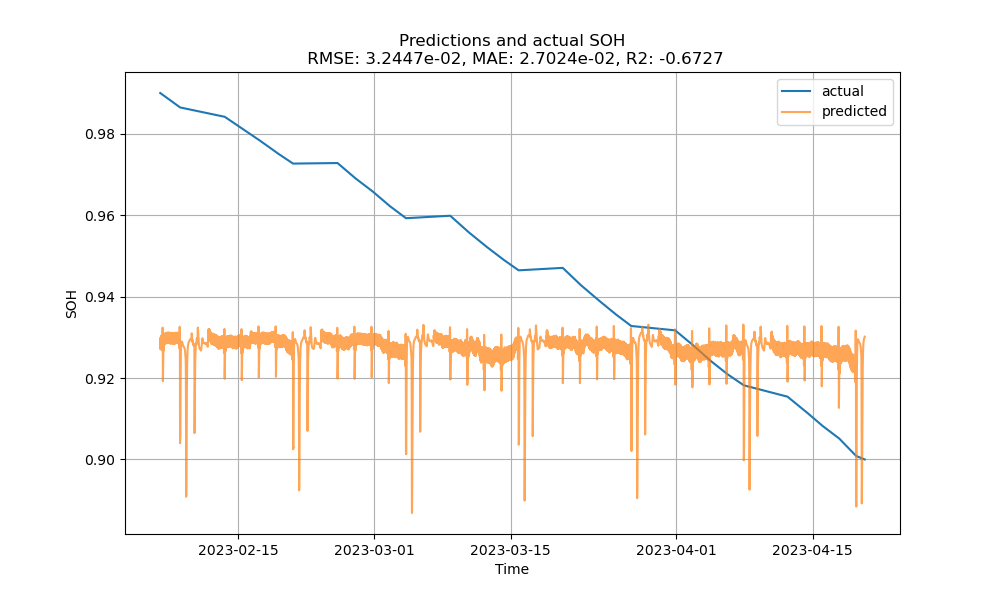 Predictions and actual SOH
RMSE: 3.2447e-02, MAE: 2.7024e-02, R2: -0.6727
actual
predicted
0.98
0.96
0.94
0.92
0.90
SOH
2023-02-15
2023-03-01
2023-03-15
2023-04-01
2023-04-15
Time